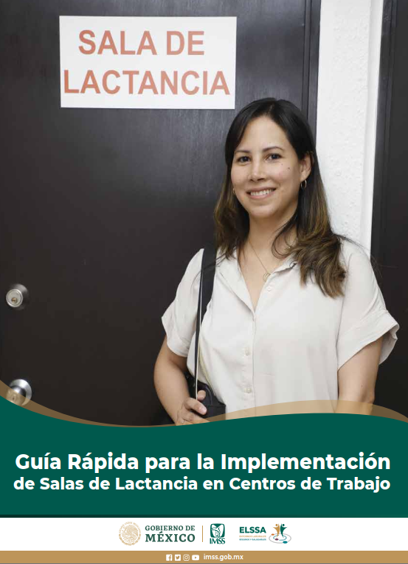 SALA DE
LACTANCIA
Guía Rápida para la Implementación
de Salas de Lactancia en Centros de Trabajo
GOBIERNO DE
MÉXICO
IMSS
ELSSA
imss.gob.mx